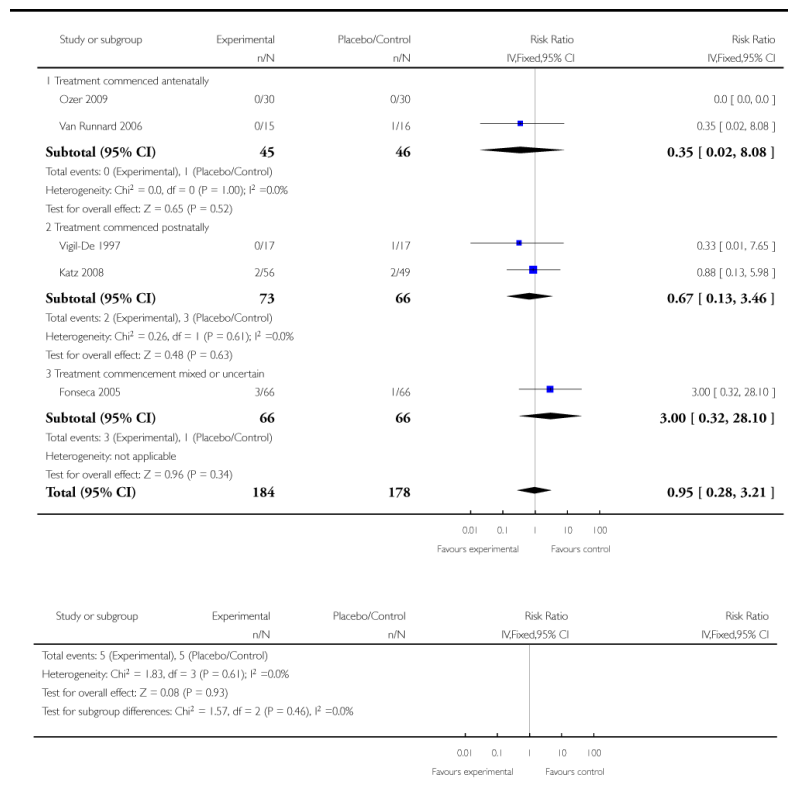 Study or subgroup Experimental Placebo/Control Risk Ratio Risk Ratio
n/N n/N IV,Fixed,95% CI IV,Fixed,95% CI
1 Treatment commenced antenatally
Ozer 2009 0/30 0/30 0.0 [ 0.0, 0.0 ]
Van Runnard 2006 0/15 1/16 0.35 [ 0.02, 8.08 ]
Subtotal (95% CI) 45 46 0.35 [ 0.02, 8.08 ]
Total events: 0 (Experimental), 1 (Placebo/Control)
Heterogeneity: Chi² = 0.0, df = 0 (P = 1.00); I² =0.0%
Test for overall effect: Z = 0.65 (P = 0.52)
2 Treatment commenced postnatally
Vigil-De 1997 0/17 1/17 0.33 [ 0.01, 7.65 ]
Katz 2008 2/56 2/49 0.88 [ 0.13, 5.98 ]
Subtotal (95% CI) 73 66 0.67 [ 0.13, 3.46 ]
Total events: 2 (Experimental), 3 (Placebo/Control)
Heterogeneity: Chi² = 0.26, df = 1 (P = 0.61); I² =0.0%
Test for overall effect: Z = 0.48 (P = 0.63)
3 Treatment commencement mixed or uncertain
Fonseca 2005 3/66 1/66 3.00 [ 0.32, 28.10 ]
Subtotal (95% CI) 66 66 3.00 [ 0.32, 28.10 ]
Total events: 3 (Experimental), 1 (Placebo/Control)
Heterogeneity: not applicable
Test for overall effect: Z = 0.96 (P = 0.34)
Total (95% CI) 184 178 0.95 [ 0.28, 3.21 ]
0.01 0.1 1 10 100
Favours experimental Favours control
Study or subgroup Experimental Placebo/Control Risk Ratio Risk Ratio
n/N n/N IV,Fixed,95% CI IV,Fixed,95% CI
Total events: 5 (Experimental), 5 (Placebo/Control)
Heterogeneity: Chi² = 1.83, df = 3 (P = 0.61); I² =0.0%
Test for overall effect: Z = 0.08 (P = 0.93)
Test for subgroup differences: Chi² = 1.57, df = 2 (P = 0.46), I² =0.0%
0.01 0.1 1 10 100
Favours experimental Favours control